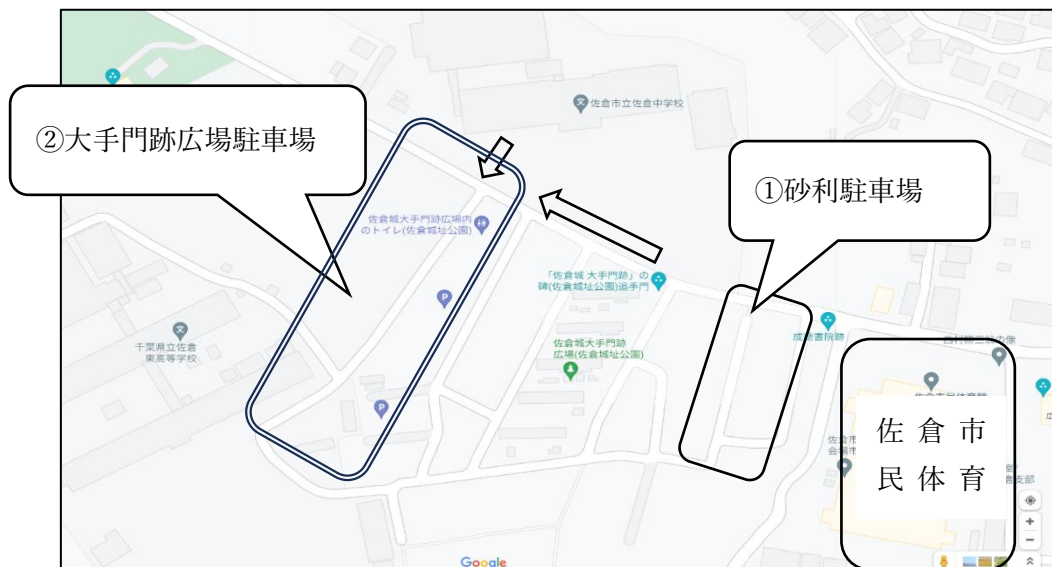 佐倉市立佐倉中学校
②大手門跡広場駐車場
①砂利駐車場
佐倉城大手門跡広場内
のトイレ(佐倉城址公園)
「佐倉城 大手門跡」の
碑(佐倉城址公園)追手門
P
千葉県立佐倉
東高等学校
佐倉城大手門跡
広場(佐倉城址公園)
成徳書院跡
P
佐倉市
民体育
Google